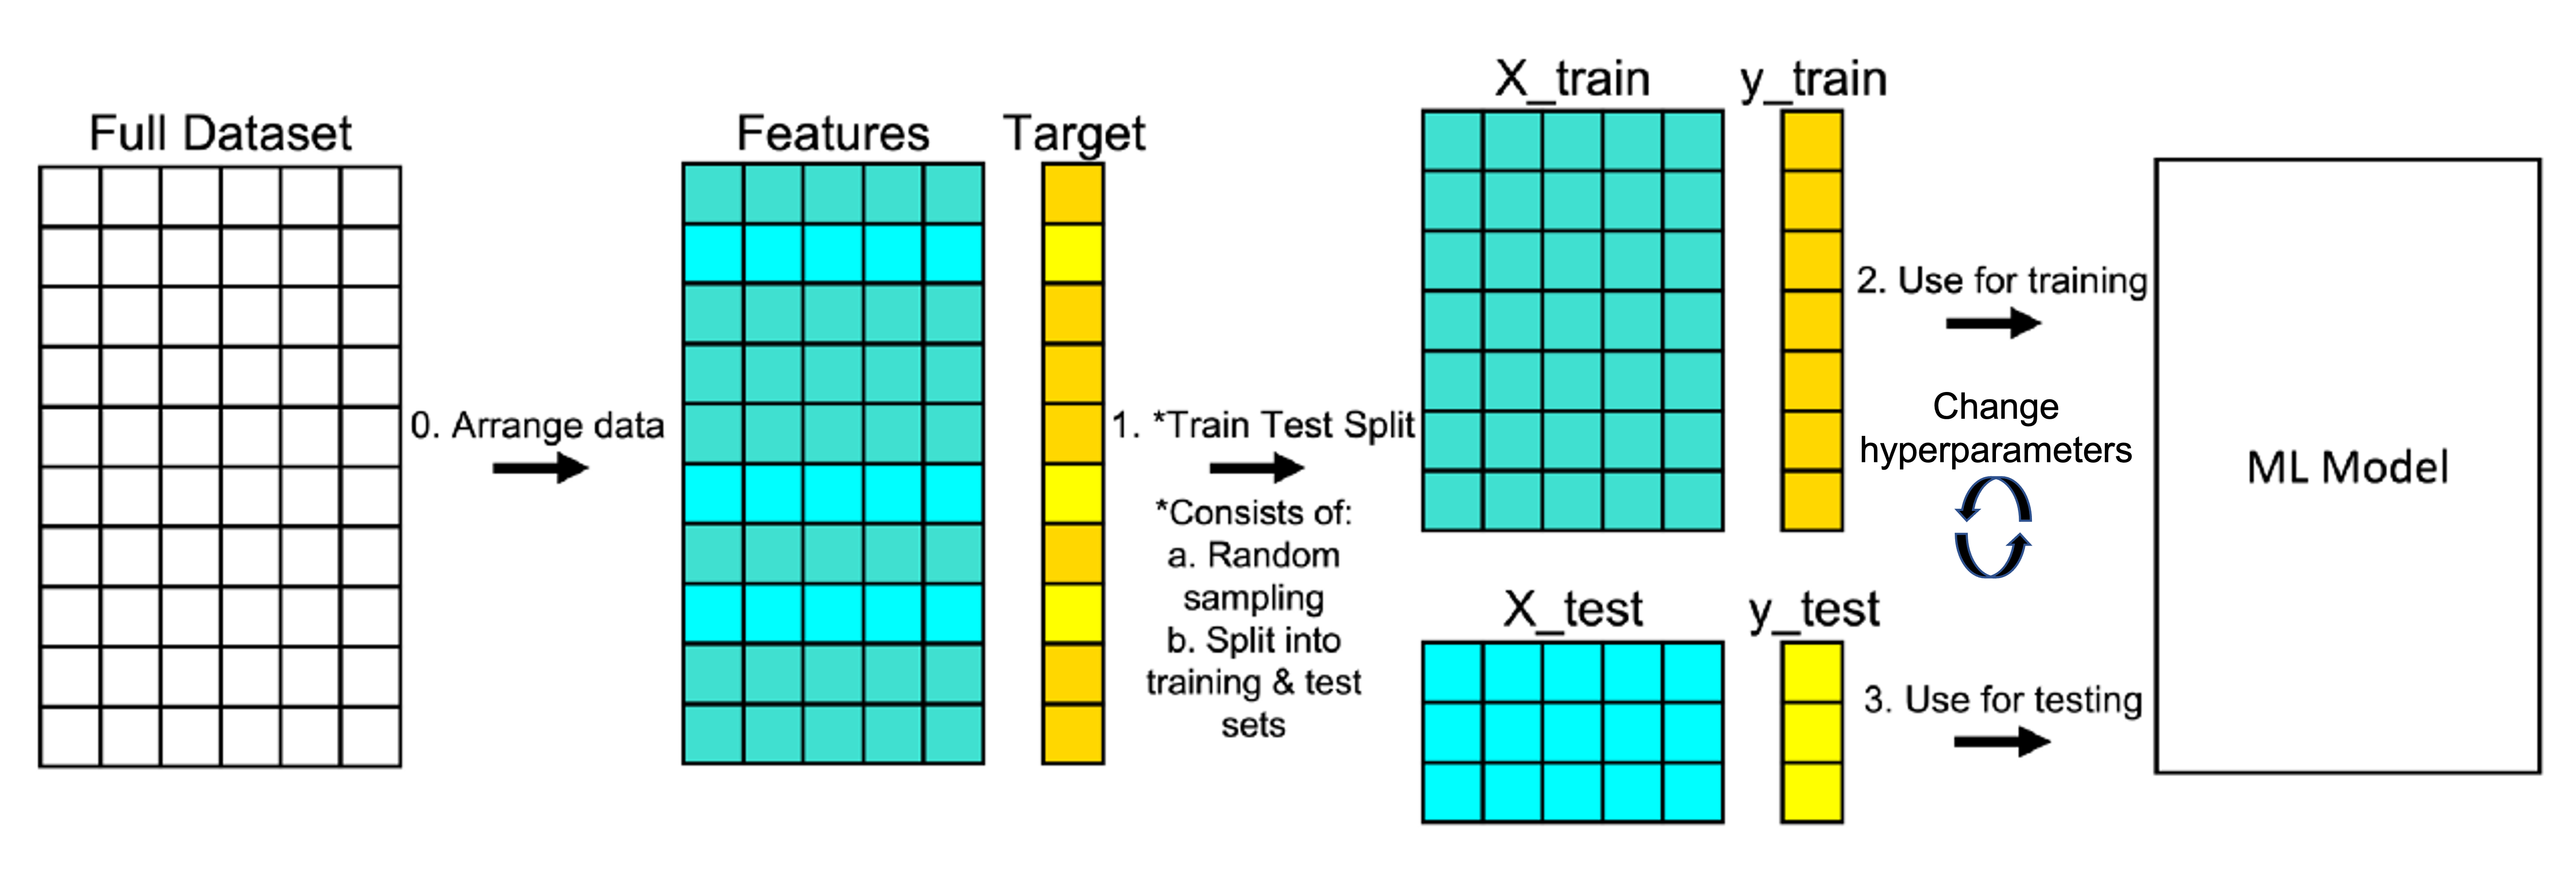 Full Dataset
0. Arrange data
Features
Target
1. *Train Test Split
*Consists of:
a. Random
sampling
b. Split into
training & test
sets
X_train
y_train
2. Use for training
Change
hyperparameters
X_test
y_test
3. Use for testing
ML Model